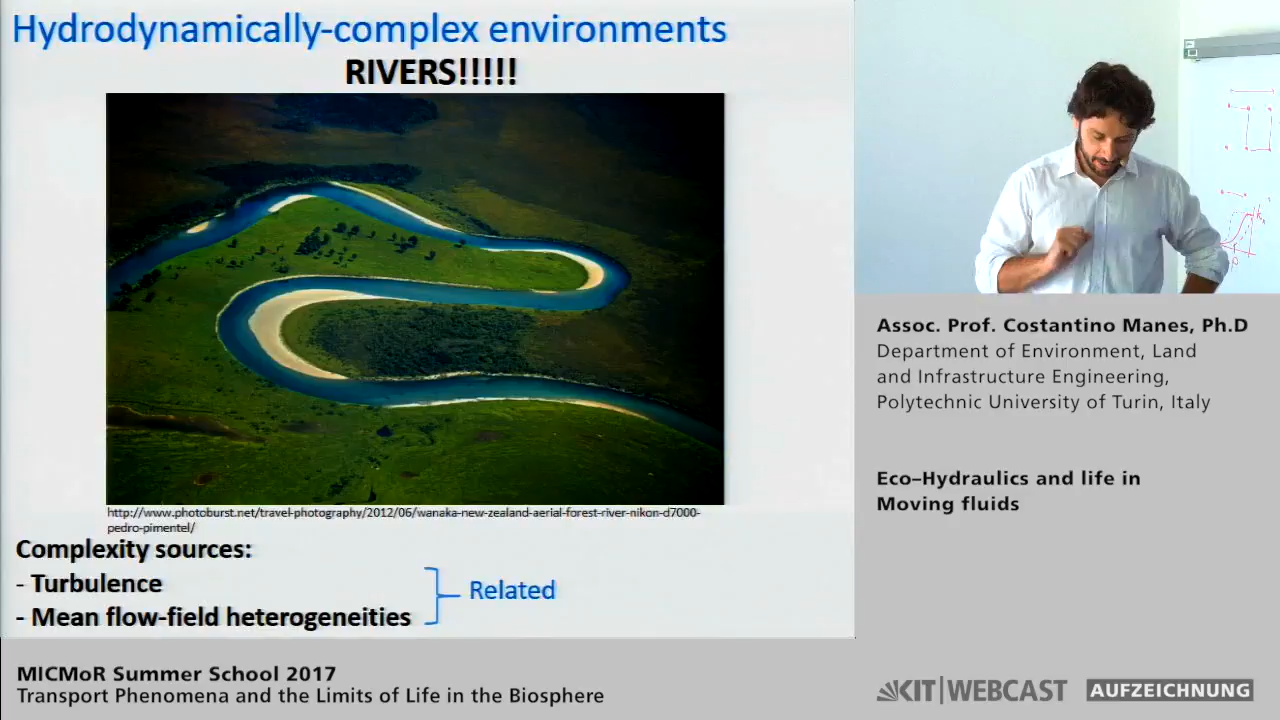 Hydrodynamically-complex environments
RIVERS!!!!!
http://www.photoburst.net/travel-photography/2012/06/wanaka-new-zealand-aerial-forest-river-nikon-d7000-
pedro-pimentel/
Complexity sources:
- Turbulence
- Mean flow-field heterogeneities
Related
Assoc. Prof. Costantino Manes, Ph.D
Department of Environment, Land
and Infrastructure Engineering,
Polytechnic University of Turin, Italy
Eco–Hydraulics and life in
Moving fluids
MICMoR Summer School 2017
Transport Phenomena and the Limits of Life in the Biosphere
KIT|WEBCAST
AUFZEICHNUNG